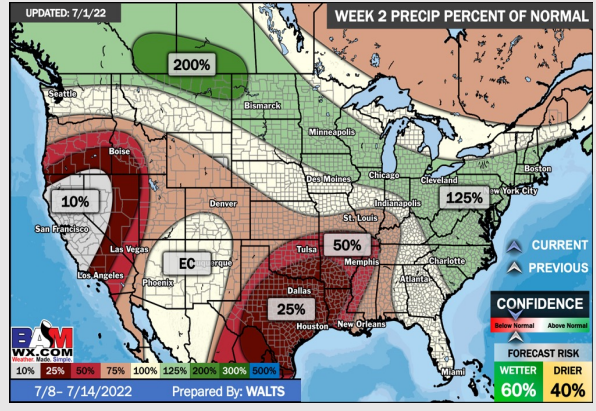 UPDATED: 7/1/22
WEEK 2 PRECIP PERCENT OF NORMAL
200%
Seattle
Bismarck
Minneapolis
Boise
Boston
Des Moines
Chicago
Cleveland
New York City
10%
125%
Denver
Indianapolis
San Francisco
St. Louis
50%
Las Vegas
Tulsa
CURRENT
EC
Memphis
Charlotte
PREVIOUS
Los Angeles
Phoenix
Atlanta
Dallas
25%
CONFIDENCE
Houston
New Orleans
Below Normal
Above Normal
BAM
WX.COM
Weather. Made. Simple.
FORECAST RISK
Miami
10% 25% 50% 75% 100% 125% 200% 300% 500%
WETTER
DRIER
60%
40%
7/8– 7/14/2022
Prepared By: WALTS